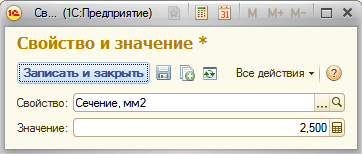 Св... (1С:Предприятие) M M+ M-
Свойство и значение *
Записать и закрыть Все действия
Свойство: Сечение, мм2 ...
Значение: 2,500